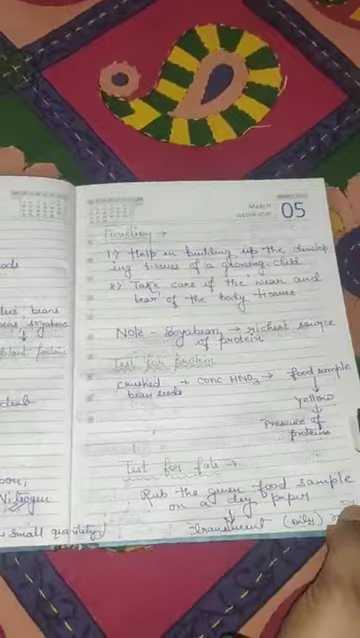 MARCH
WEDNESDAY
05
Function →
1) Help in building up the develop
ing tissues of a growing child
2) Take care of the wear and
tear of the body tissues
Note - Soyabean → richest source
of protein
Test for protein
crushed + conc HNO3 → food sample
bean seeds
↓
Yellow
↓
Presence of
proteins
Test for fats →
Rub the given food sample
on a dry paper
↓
translucent (oily)
beans
soyabean
↓
protein
Nitrogen
small quantity